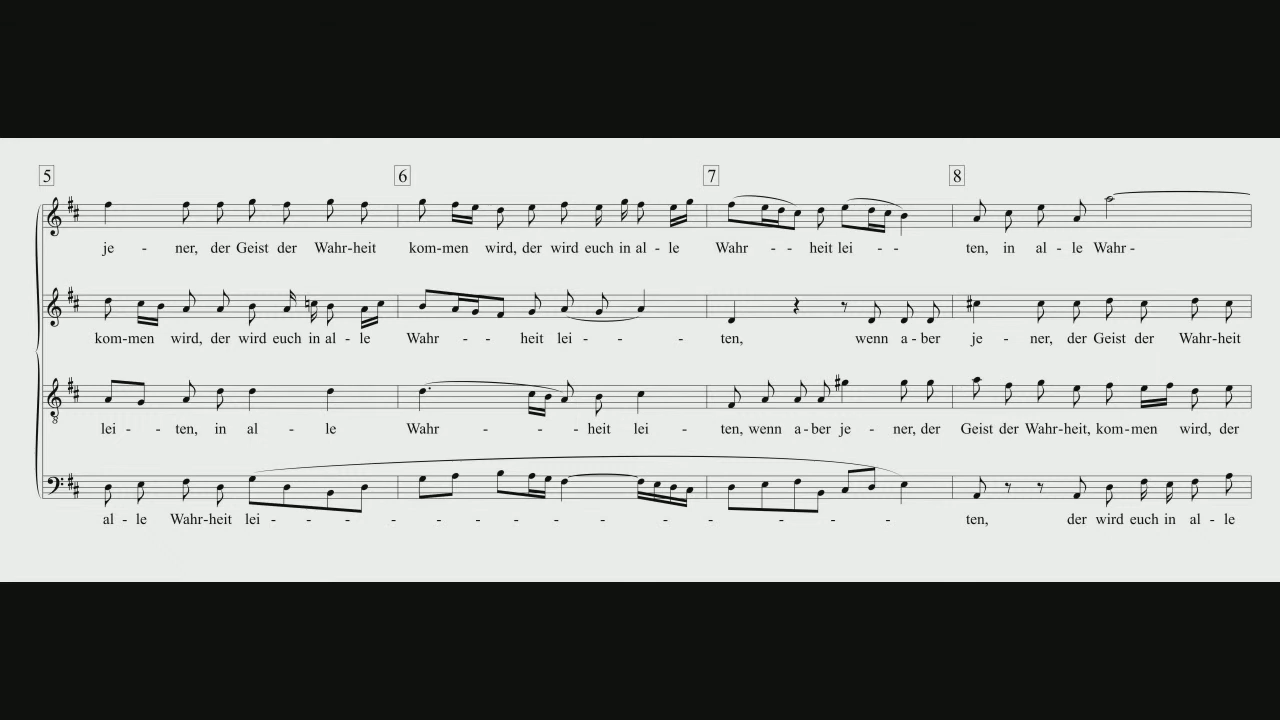 5 6 7 8
je - ner, der Geist der Wahr-heit kom-men wird, der wird euch in al - le Wahr - - heit lei - - ten, in al - le Wahr -
kom-men wird, der wird euch in al - le Wahr - - heit lei - - - ten, wenn a - ber je - ner, der Geist der Wahr-heit
8
lei - - ten, in al - le Wahr - - - heit lei - ten, wenn a - ber je - ner, der Geist der Wahr-heit, kom-men wird, der
al - le Wahr-heit lei - - - - - - - - - - - - - ten, der wird euch in al - le